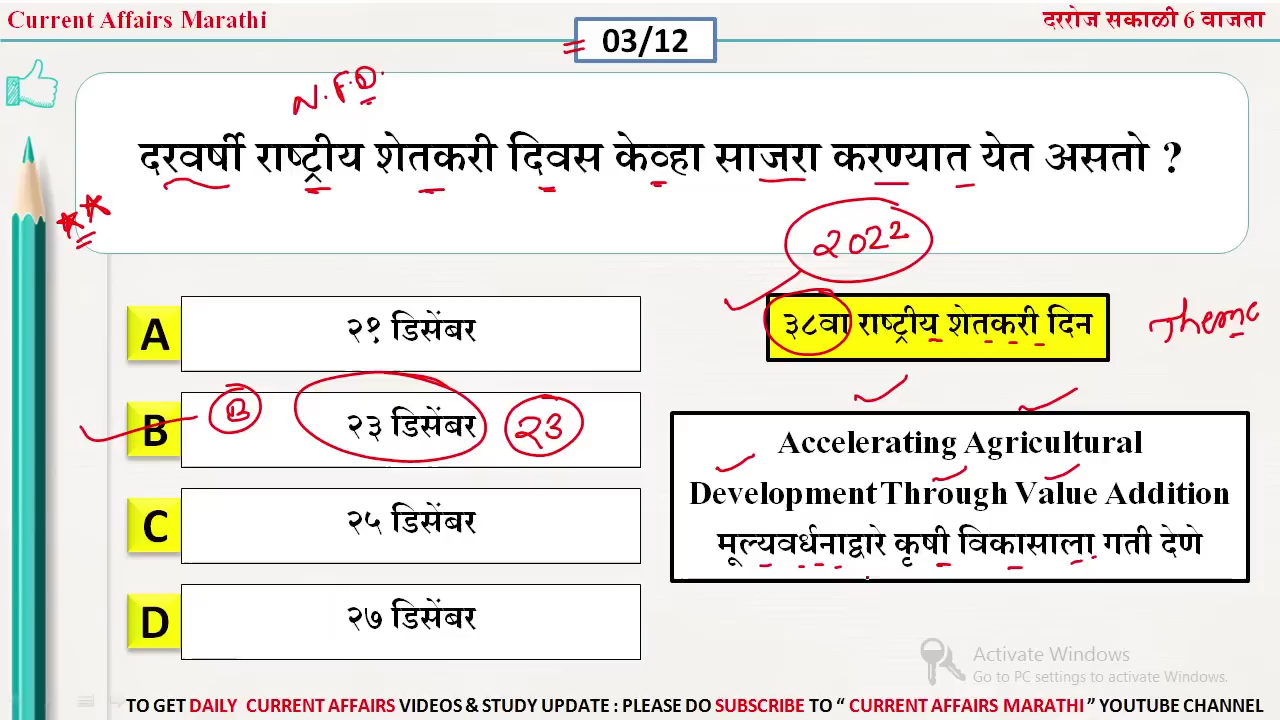 Current Affairs Marathi
दररोज सकाळी 6 वाजता
03/12
N.F.D.
दरवर्षी राष्ट्रीय शेतकरी दिवस केव्हा साजरा करण्यात येत असतो ?
2022
A
२१ डिसेंबर
३८वा राष्ट्रीय शेतकरी दिन
Theme
B
B
२३ डिसेंबर
२३
Accelerating Agricultural
Development Through Value Addition
मूल्यवर्धनाद्वारे कृषी विकासाला गती देणे
C
२५ डिसेंबर
D
२७ डिसेंबर
Activate Windows
Go to PC settings to activate Windows.
TO GET DAILY CURRENT AFFAIRS VIDEOS & STUDY UPDATE : PLEASE DO SUBSCRIBE TO “ CURRENT AFFAIRS MARATHI ” YOUTUBE CHANNEL